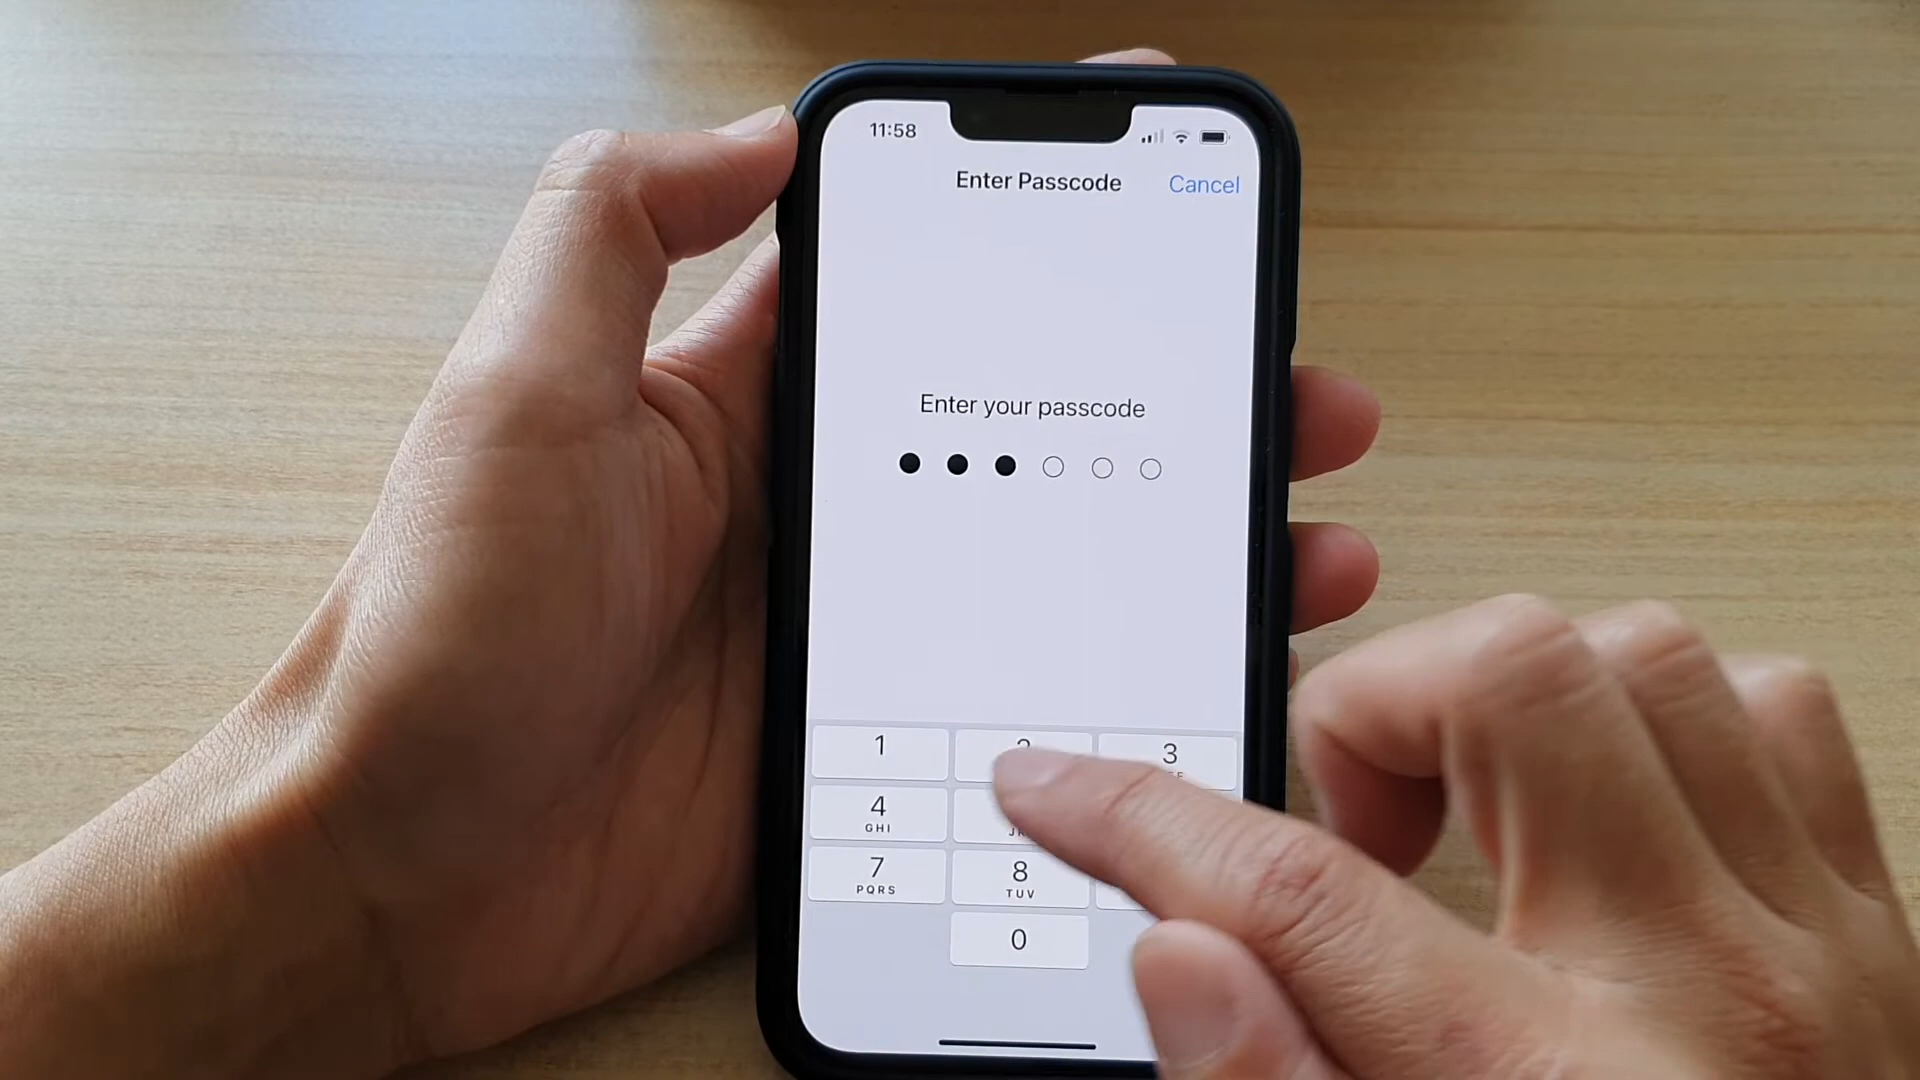 11:58
Enter Passcode
Cancel
Enter your passcode
1
3
4
GHI
7
PQRS
8
TUV
0